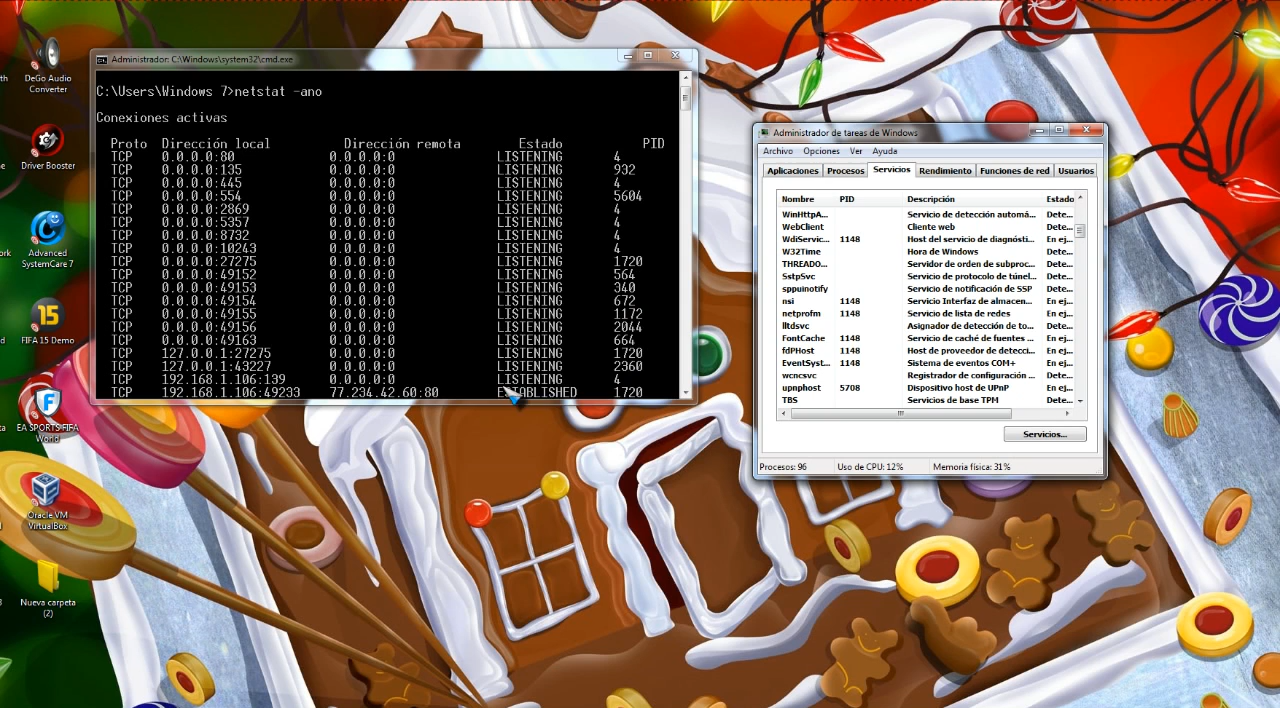 th
DeGo Audio
Converter
e
Driver Booster
ork
Advanced
SystemCare 7
d
FIFA 15 Demo
ta
EA SPORTS FIFA
World
Oracle VM
VirtualBox
3
Nueva carpeta
(2)
15
Administrador: C:\Windows\system32\cmd.exe
C:\Users\Windows 7>netstat -ano
Conexiones activas
Proto Dirección local Dirección remota Estado PID
TCP 0.0.0.0:80 0.0.0.0:0 LISTENING 4
TCP 0.0.0.0:135 0.0.0.0:0 LISTENING 932
TCP 0.0.0.0:445 0.0.0.0:0 LISTENING 4
TCP 0.0.0.0:554 0.0.0.0:0 LISTENING 5604
TCP 0.0.0.0:2869 0.0.0.0:0 LISTENING 4
TCP 0.0.0.0:5357 0.0.0.0:0 LISTENING 4
TCP 0.0.0.0:8732 0.0.0.0:0 LISTENING 4
TCP 0.0.0.0:10243 0.0.0.0:0 LISTENING 4
TCP 0.0.0.0:27275 0.0.0.0:0 LISTENING 1720
TCP 0.0.0.0:49152 0.0.0.0:0 LISTENING 564
TCP 0.0.0.0:49153 0.0.0.0:0 LISTENING 340
TCP 0.0.0.0:49154 0.0.0.0:0 LISTENING 672
TCP 0.0.0.0:49155 0.0.0.0:0 LISTENING 1172
TCP 0.0.0.0:49156 0.0.0.0:0 LISTENING 2044
TCP 0.0.0.0:49163 0.0.0.0:0 LISTENING 664
TCP 127.0.0.1:27275 0.0.0.0:0 LISTENING 1720
TCP 127.0.0.1:43227 0.0.0.0:0 LISTENING 2360
TCP 192.168.1.106:139 0.0.0.0:0 LISTENING 4
TCP 192.168.1.106:49233 77.234.42.60:80 ESTABLISHED 1720
Administrador de tareas de Windows
Archivo Opciones Ver Ayuda
Aplicaciones Procesos Servicios Rendimiento Funciones de red Usuarios
Nombre PID Descripción Estado
WinHttpA... Servicio de detección automá... Dete...
WebClient Cliente web Dete...
WdiServic... 1148 Host del servicio de diagnósti... En ej...
W32Time Hora de Windows Dete...
THREADO... Servidor de orden de subproc... Dete...
SstpSvc Servicio de protocolo de túnel... Dete...
sppuinotify Servicio de notificación de SSP Dete...
nsi 1148 Servicio Interfaz de almacen... En ej...
netprofm 1148 Servicio de lista de redes En ej...
lltdsvc Asignador de detección de to... Dete...
FontCache 1148 Servicio de caché de fuentes ... En ej...
fdPHost 1148 Host de proveedor de detecci... En ej...
EventSyst... 1148 Sistema de eventos COM+ En ej...
wcncsvc Registrador de configuración ... Dete...
upnphost 5708 Dispositivo host de UPnP En ej...
TBS Servicios de base TPM Dete...
Servicios...
Procesos: 96 Uso de CPU: 12% Memoria física: 31%